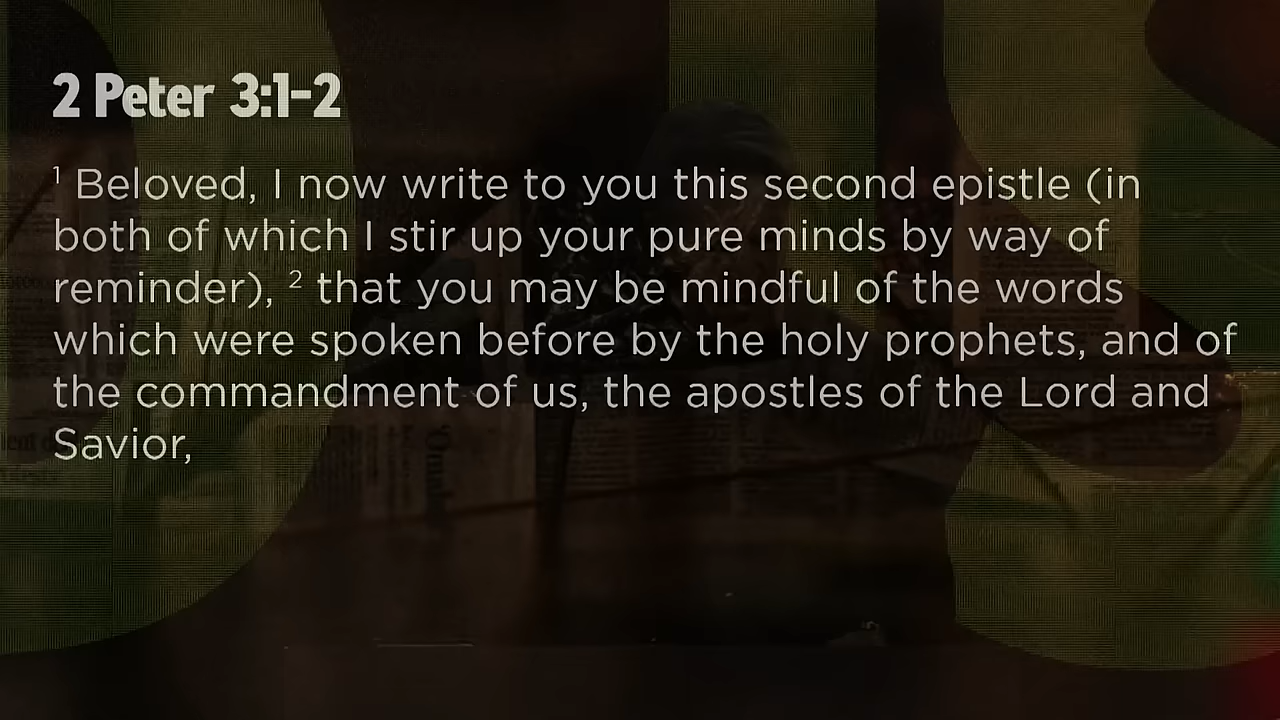 2 Peter 3:1-2
1 Beloved, I now write to you this second epistle (in
both of which I stir up your pure minds by way of
reminder), 2 that you may be mindful of the words
which were spoken before by the holy prophets, and of
the commandment of us, the apostles of the Lord and
Savior,